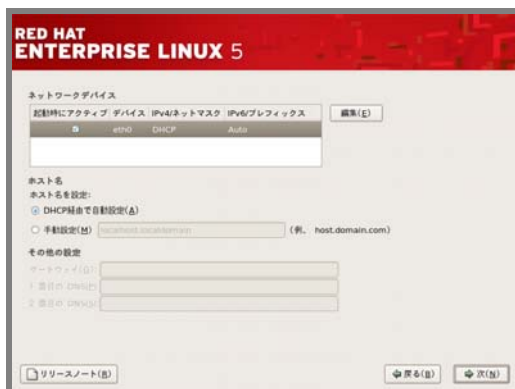 RED HAT
ENTERPRISE LINUX 5
ネットワークデバイス
起動時にアクティブ デバイス IPv4/ネットマスク IPv6/プレフィックス
編集(E)
eth0 DHCP Auto
ホスト名
ホスト名を設定:
DHCP経由で自動設定(A)
手動設定(M) localhost.localdomain (例、 host.domain.com)
その他の設定
ゲートウェイ(G):
1 番目の DNS(P):
2 番目の DNS(S):
リリースノート(R)
戻る(B)
次(N)